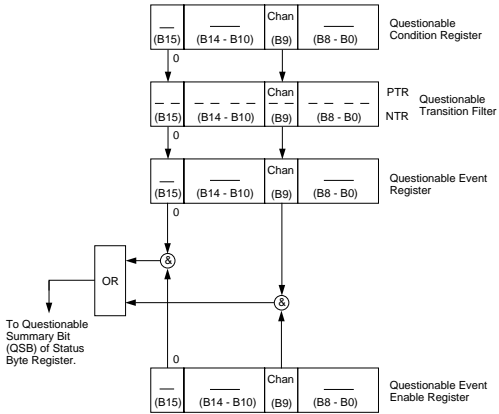 Chan
(B15) (B14 - B10) (B9) (B8 - B0)
Questionable
Condition Register
0
Chan
(B15) (B14 - B10) (B9) (B8 - B0)
PTR
NTR
Questionable
Transition Filter
0
Chan
(B15) (B14 - B10) (B9) (B8 - B0)
Questionable Event
Register
0
&
OR
&
To Questionable
Summary Bit
(QSB) of Status
Byte Register.
0
Chan
(B15) (B14 - B10) (B9) (B8 - B0)
Questionable Event
Enable Register